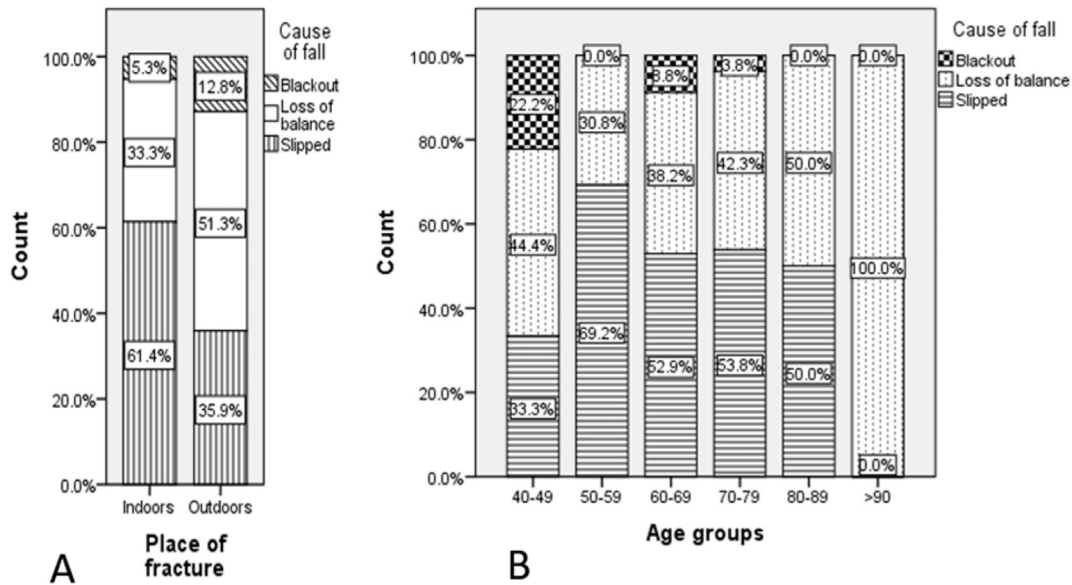 Cause
of fall
Blackout
Loss of
balance
Slipped
100.0%
80.0%
60.0%
40.0%
20.0%
0.0%
Count
5.3%
33.3%
61.4%
12.8%
51.3%
35.9%
Indoors
Outdoors
Place of
fracture
A
Cause of fall
Blackout
Loss of balance
Slipped
100.0%
80.0%
60.0%
40.0%
20.0%
0.0%
Count
22.2%
44.4%
33.3%
0.0%
30.8%
69.2%
8.8%
38.2%
52.9%
3.8%
42.3%
53.8%
0.0%
50.0%
50.0%
0.0%
100.0%
0.0%
40-49
50-59
60-69
70-79
80-89
>90
Age groups
B